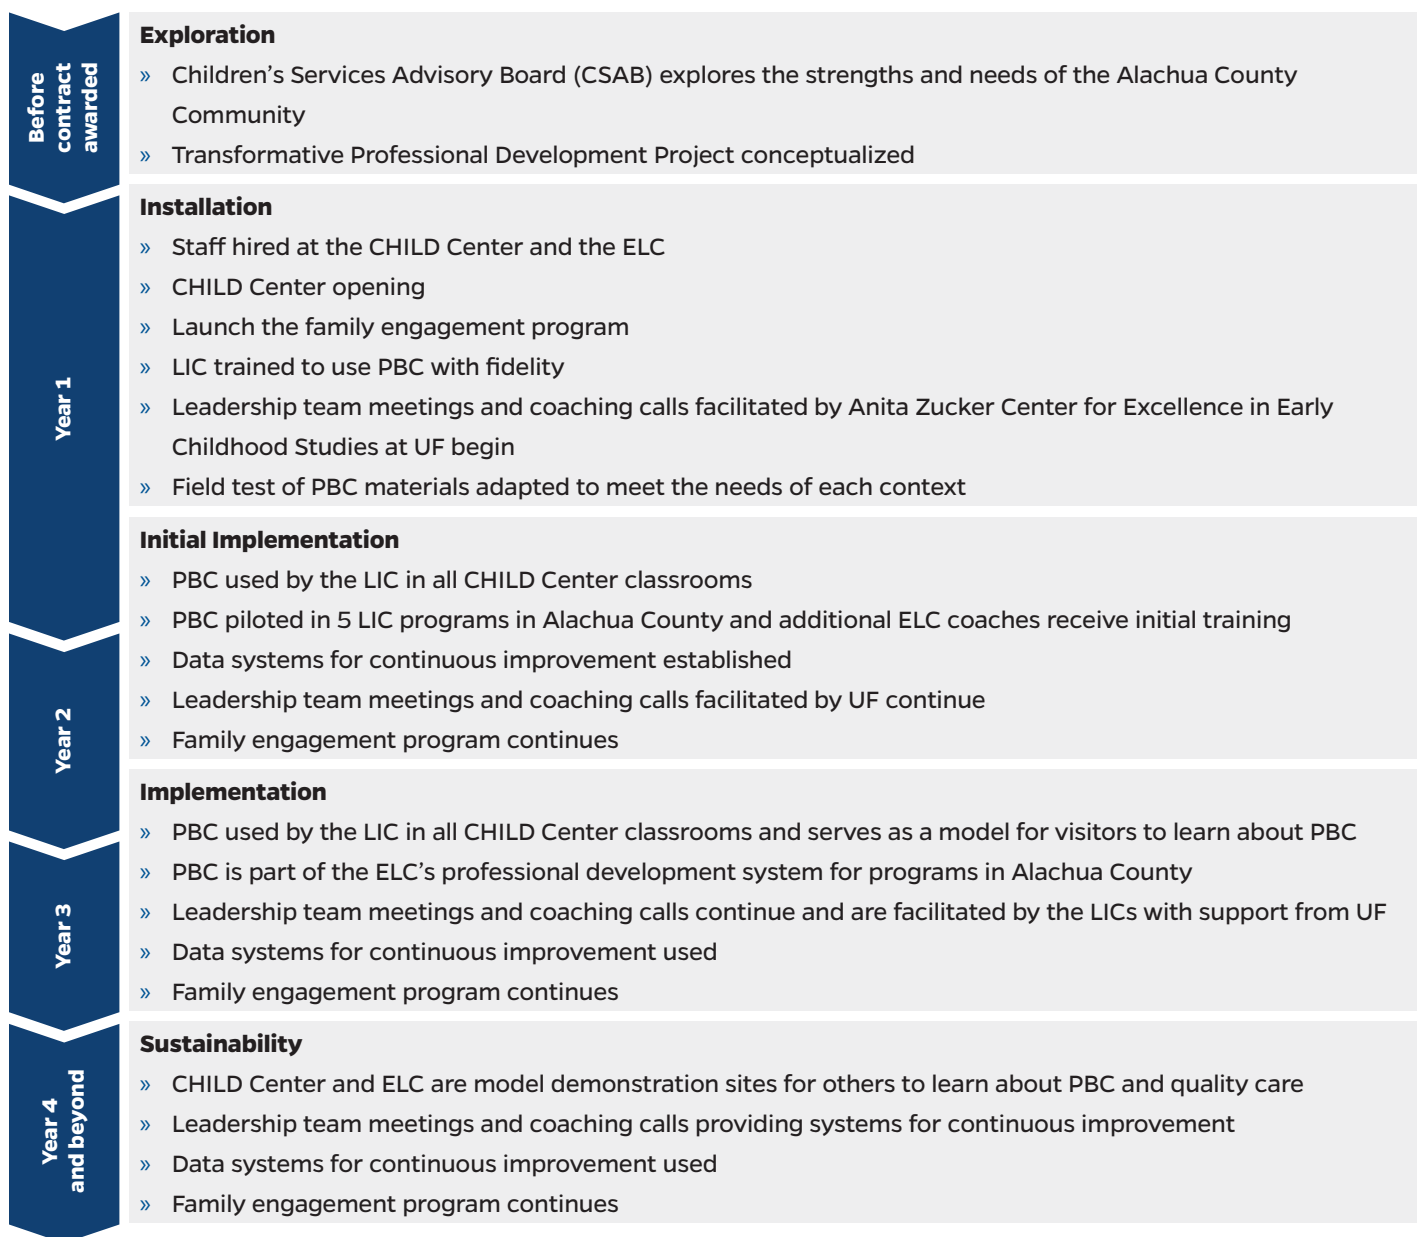 Before
contract
awarded
Exploration
» Children's Services Advisory Board (CSAB) explores the strengths and needs of the Alachua County
Community
» Transformative Professional Development Project conceptualized
Year 1
Installation
» Staff hired at the CHILD Center and the ELC
» CHILD Center opening
» Launch the family engagement program
» LIC trained to use PBC with fidelity
» Leadership team meetings and coaching calls facilitated by Anita Zucker Center for Excellence in Early
Childhood Studies at UF begin
» Field test of PBC materials adapted to meet the needs of each context
Initial Implementation
» PBC used by the LIC in all CHILD Center classrooms
» PBC piloted in 5 LIC programs in Alachua County and additional ELC coaches receive initial training
» Data systems for continuous improvement established
» Leadership team meetings and coaching calls facilitated by UF continue
» Family engagement program continues
Year 2
Implementation
» PBC used by the LIC in all CHILD Center classrooms and serves as a model for visitors to learn about PBC
» PBC is part of the ELC's professional development system for programs in Alachua County
» Leadership team meetings and coaching calls continue and are facilitated by the LICs with support from UF
» Data systems for continuous improvement used
» Family engagement program continues
Year 3
Year 4
and beyond
Sustainability
» CHILD Center and ELC are model demonstration sites for others to learn about PBC and quality care
» Leadership team meetings and coaching calls providing systems for continuous improvement
» Data systems for continuous improvement used
» Family engagement program continues